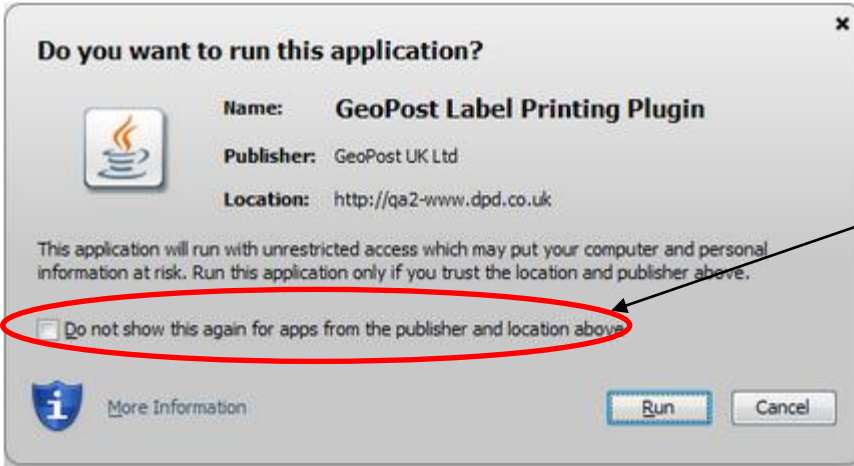 Do you want to run this application?
Name: GeoPost Label Printing Plugin
Publisher: GeoPost UK Ltd
Location: http://qa2-www.dpd.co.uk
This application will run with unrestricted access which may put your computer and personal
information at risk. Run this application only if you trust the location and publisher above.
Do not show this again for apps from the publisher and location above
More Information
Run
Cancel